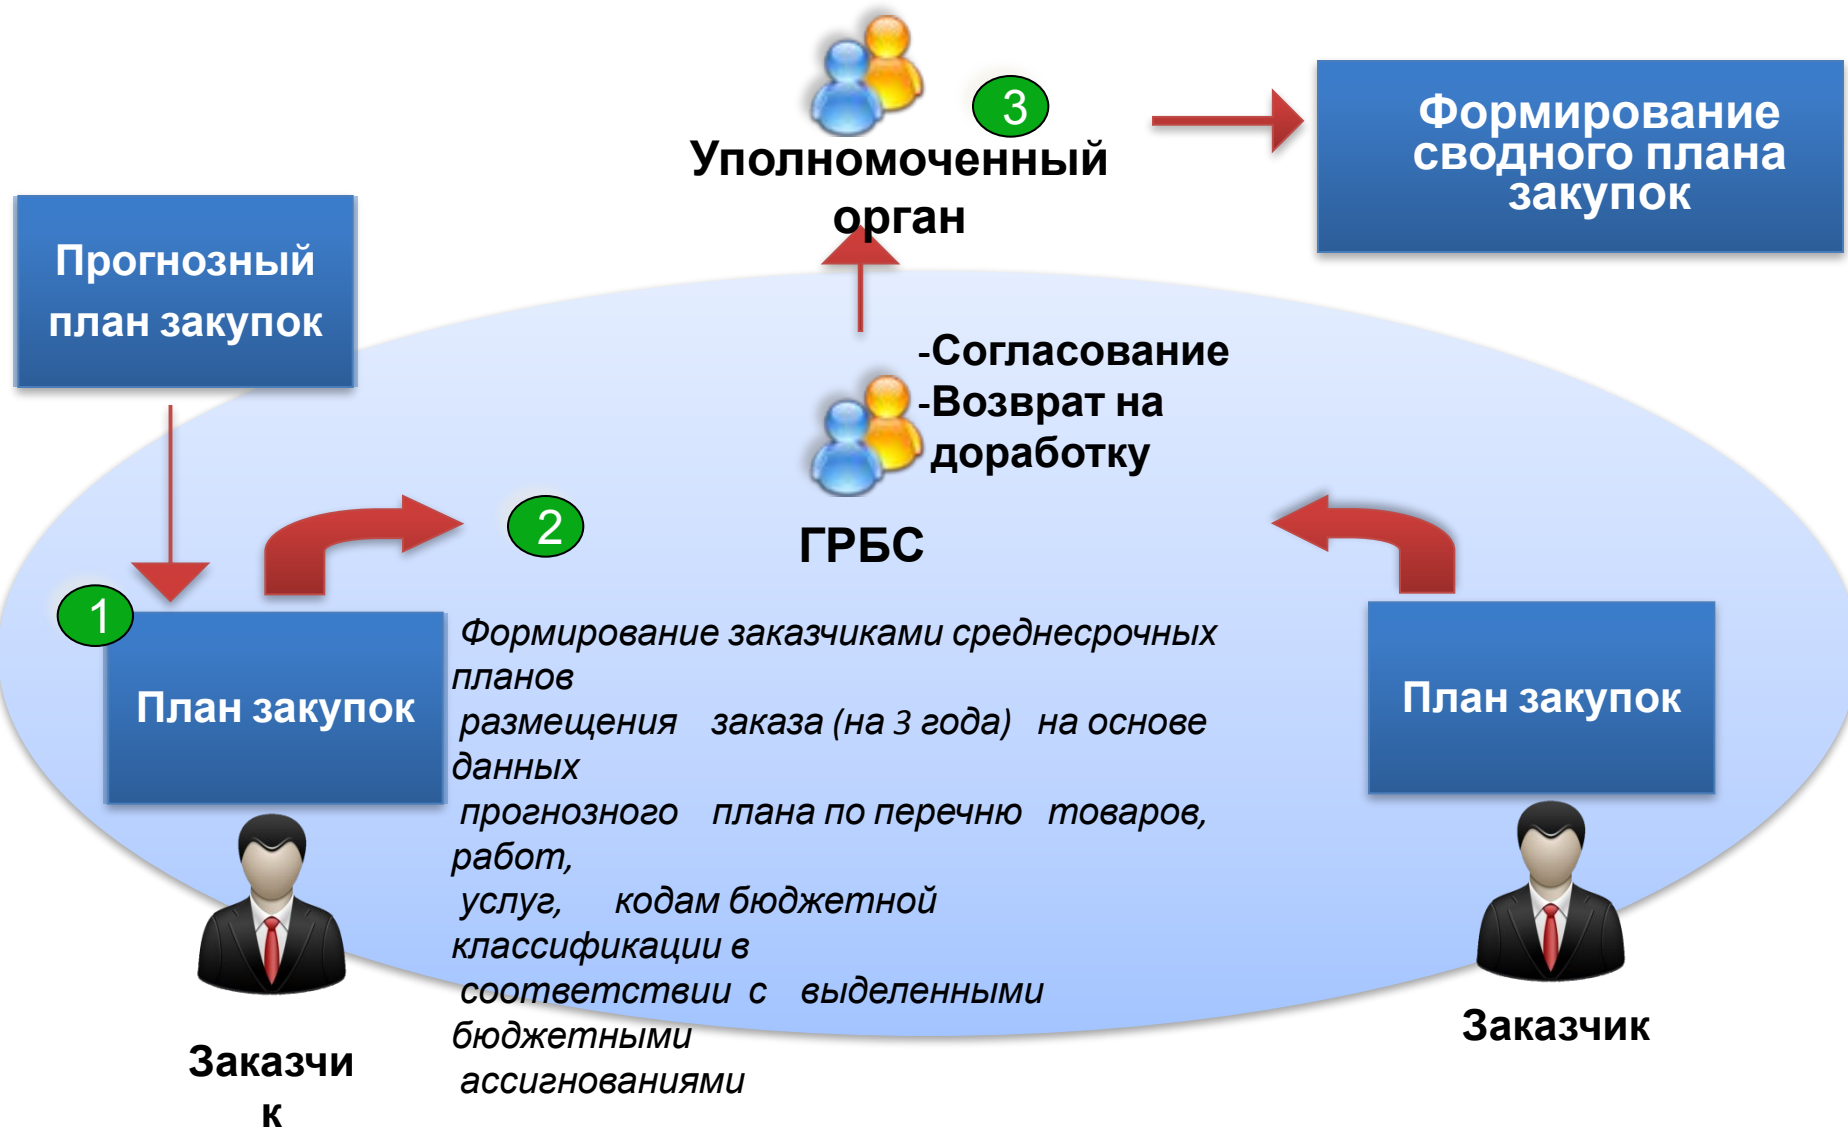 3
Уполномоченный
орган
Формирование
сводного плана
закупок
Прогнозный
план закупок
-Согласование
-Возврат на
доработку
2
ГРБС
1
План закупок
Формирование заказчиками среднесрочных
планов
размещения заказа (на 3 года) на основе
данных
прогнозного плана по перечню товаров,
работ,
услуг, кодам бюджетной
классификации в
соответствии с выделенными
бюджетными
ассигнованиями
План закупок
Заказчи
к
Заказчик